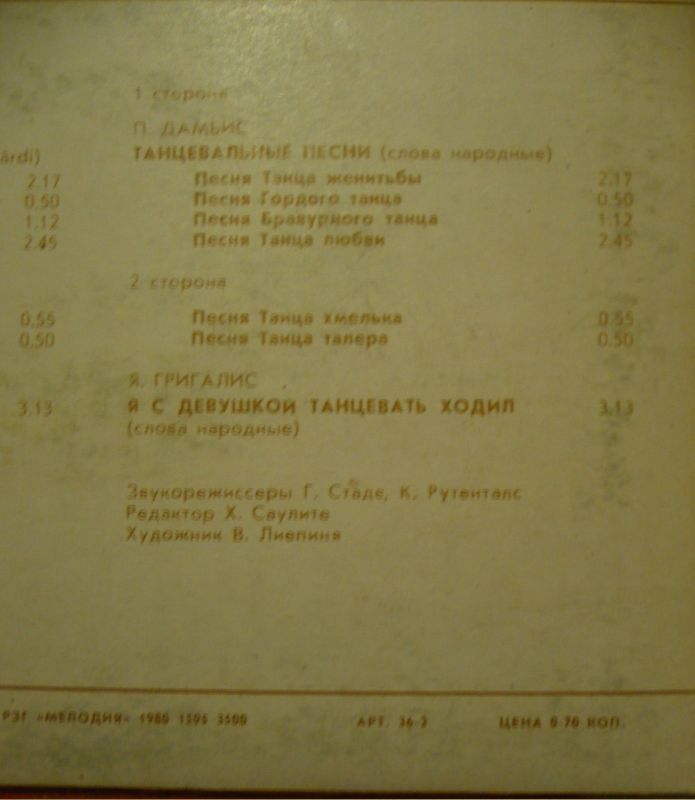 1 сторона
П. ДАМБИС
ārdi) ТАНЦЕВАЛЬНЫЕ ПЕСНИ (слова народные)
2.17 Песня Танца женитьбы 2.17
0.50 Песня Гордого танца 0.50
1.12 Песня Бравурного танца 1.12
2.45 Песня Танца любви 2.45
2 сторона
0.55 Песня Танца хмелька 0.55
0.50 Песня Танца талера 0.50
Я. ГРИГАЛИС
3.13 Я С ДЕВУШКОЙ ТАНЦЕВАТЬ ХОДИЛ 3.13
(слова народные)
Звукорежиссеры Г. Стаде, К. Рутенталс
Редактор Х. Саулите
Художник В. Лиепиня
РЗГ «МЕЛОДИЯ» 1980 3500 АРТ. 36-2 ЦЕНА 0-70 КОП.